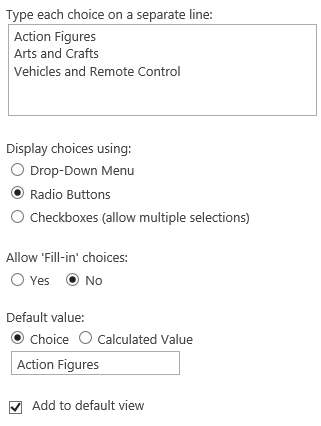 Type each choice on a separate line:
Action Figures
Arts and Crafts
Vehicles and Remote Control
Display choices using:
Drop-Down Menu
Radio Buttons
Checkboxes (allow multiple selections)
Allow 'Fill-in' choices:
Yes No
Default value:
Choice Calculated Value
Action Figures
Add to default view